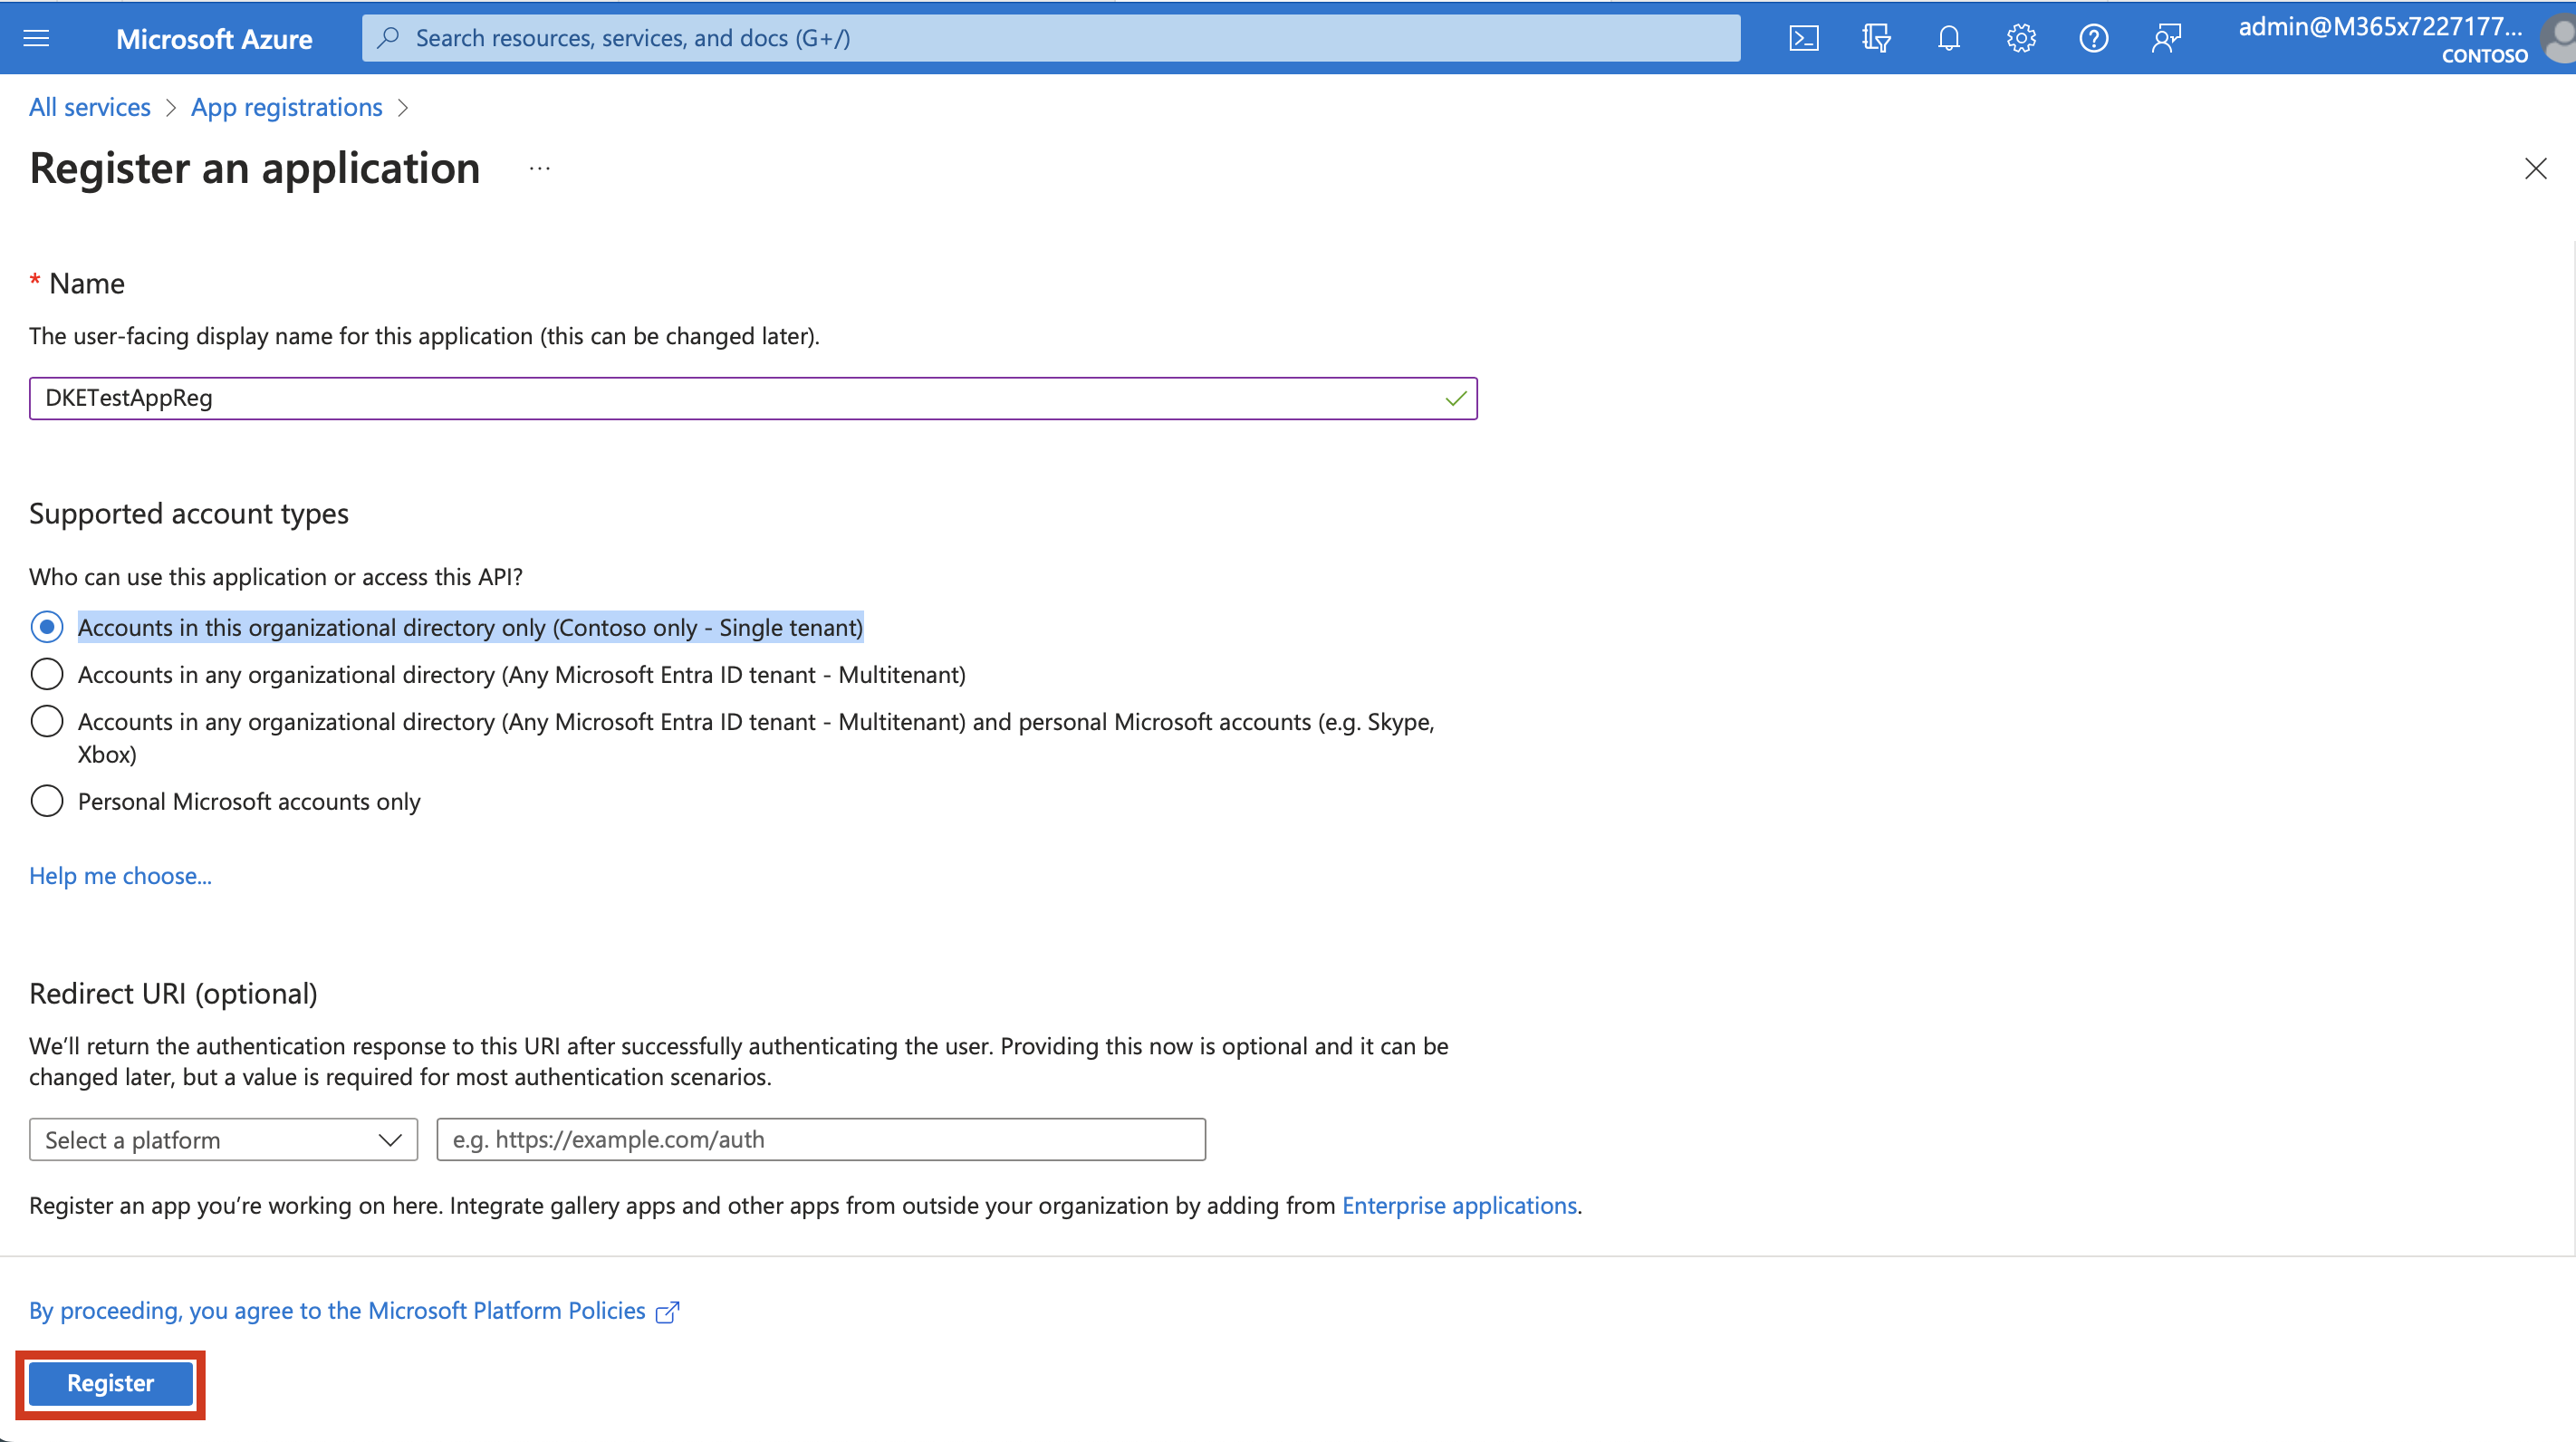 Microsoft Azure
Search resources, services, and docs (G+/)
admin@M365x7227177...
CONTOSO
All services > App registrations >
Register an application ...
* Name
The user-facing display name for this application (this can be changed later).
DKETestAppReg
Supported account types
Who can use this application or access this API?
Accounts in this organizational directory only (Contoso only - Single tenant)
Accounts in any organizational directory (Any Microsoft Entra ID tenant - Multitenant)
Accounts in any organizational directory (Any Microsoft Entra ID tenant - Multitenant) and personal Microsoft accounts (e.g. Skype,
Xbox)
Personal Microsoft accounts only
Help me choose...
Redirect URI (optional)
We’ll return the authentication response to this URI after successfully authenticating the user. Providing this now is optional and it can be
changed later, but a value is required for most authentication scenarios.
Select a platform
e.g. https://example.com/auth
Register an app you’re working on here. Integrate gallery apps and other apps from outside your organization by adding from Enterprise applications.
By proceeding, you agree to the Microsoft Platform Policies
Register